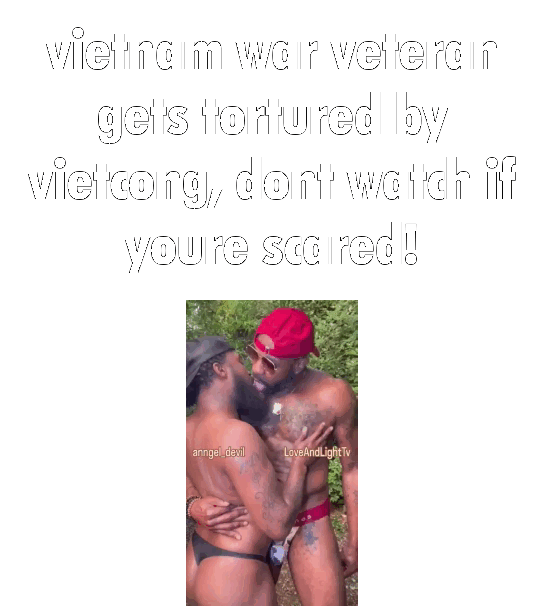 vietnam war veteran
gets tortured by
vietcong, dont watch if
youre scared!
anngel_devil
LoveAndLightTv